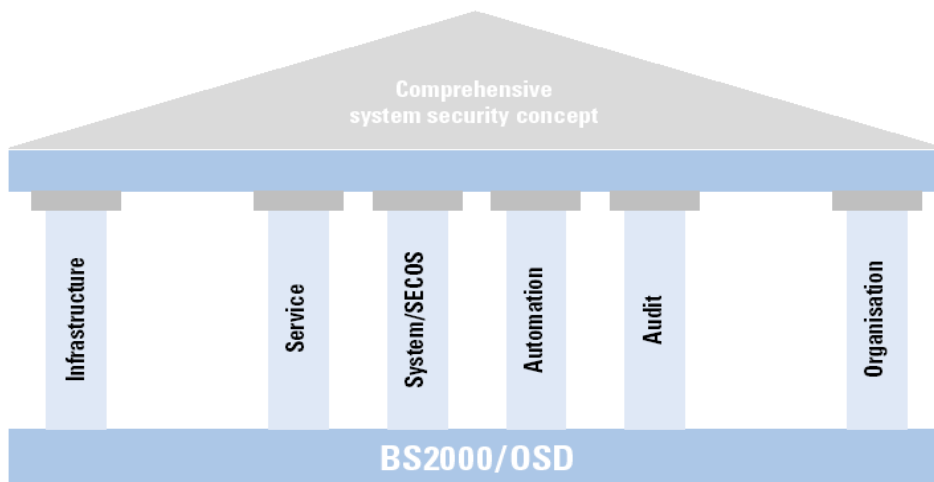 Comprehensive
system security concept
Infrastructure
Service
System/SECOS
Automation
Audit
Organisation
BS2000/OSD